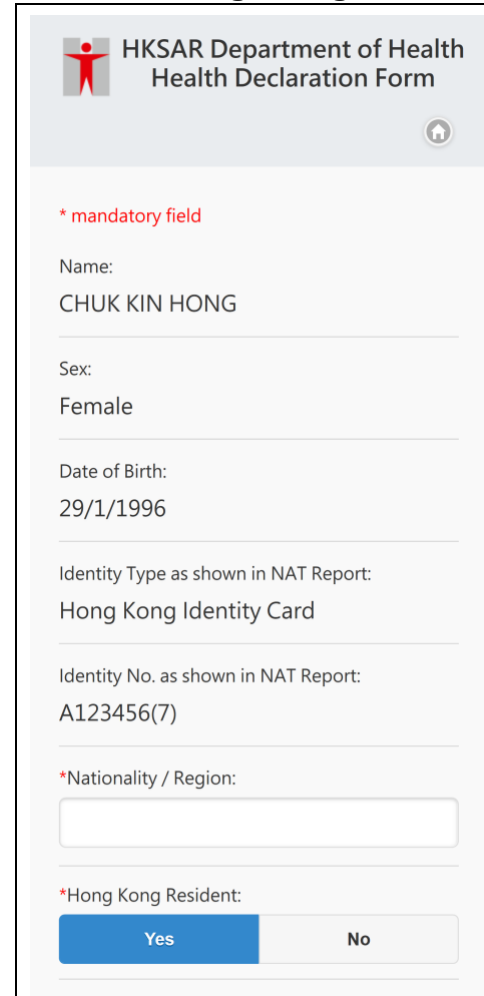 HKSAR Department of Health
Health Declaration Form
* mandatory field
Name:
CHUK KIN HONG
Sex:
Female
Date of Birth:
29/1/1996
Identity Type as shown in NAT Report:
Hong Kong Identity Card
Identity No. as shown in NAT Report:
A123456(7)
*Nationality / Region:
*Hong Kong Resident:
Yes No